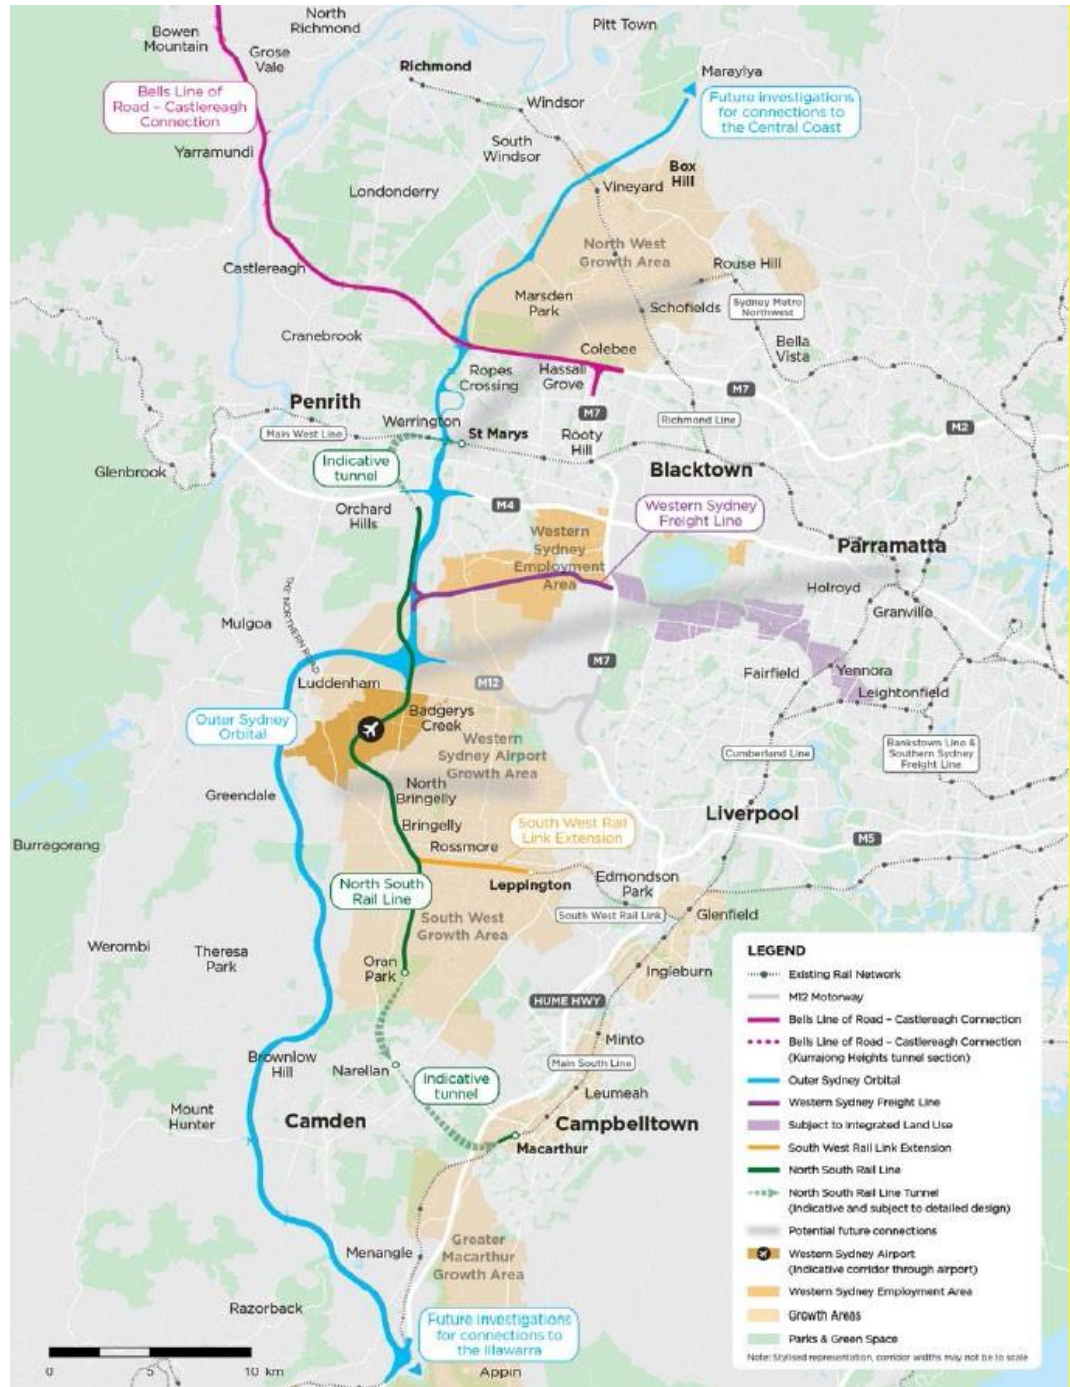 Bowen
Mountain
North
Richmond
Pitt Town
Grose
Vale
Richmond
Maraylya
Bells Line of
Road – Castlereagh
Connection
Windsor
Future investigations
for connections to
the Central Coast
South
Windsor
Yarramundi
Box
Hill
Londonderry
Vineyard
North West
Growth Area
Castlereagh
Rouse Hill
Marsden
Park
Schofields
Sydney Metro
Northwest
Cranebrook
Colebee
Bella
Vista
Ropes
Crossing
Hassall
Grove
M7
Penrith
M7
Werrington
Richmond Line
M2
Main West Line
St Marys
Rooty
Hill
Glenbrook
Indicative
tunnel
Blacktown
Orchard
Hills
M4
Western Sydney
Freight Line
Western
Sydney
Employment
Area
Parramatta
THE NORTHERN ROAD
Holroyd
Granville
Mulgoa
M7
Fairfield
Yennora
Luddenham
M12
Leightonfield
Outer Sydney
Orbital
Badgerys
Creek
Western
Sydney Airport
Growth Area
Cumberland Line
Bankstown Line &
Southern Sydney
Freight Line
Greendale
North
Bringelly
Liverpool
Bringelly
South West Rail
Link Extension
M5
Burragorang
Rossmore
North South
Rail Line
Leppington
Edmondson
Park
South West Rail Link
Glenfield
South West
Growth Area
Werombi
Theresa
Park
Oran
Park
Ingleburn
HUME HWY
Minto
Brownlow
Hill
Narellan
Main South Line
Indicative
tunnel
Leumeah
Mount
Hunter
Camden
Campbelltown
Macarthur
Menangle
Greater
Macarthur
Growth Area
Razorback
Future investigations
for connections to
the Illawarra
Appin
0 5 10 km
LEGEND
Existing Rail Network
M12 Motorway
Bells Line of Road – Castlereagh Connection
Bells Line of Road – Castlereagh Connection
(Kurrajong Heights tunnel section)
Outer Sydney Orbital
Western Sydney Freight Line
Subject to Integrated Land Use
South West Rail Link Extension
North South Rail Line
North South Rail Line Tunnel
(Indicative and subject to detailed design)
Potential future connections
Western Sydney Airport
(Indicative corridor through airport)
Western Sydney Employment Area
Growth Areas
Parks & Green Space
Note: Stylised representation, corridor widths may not be to scale